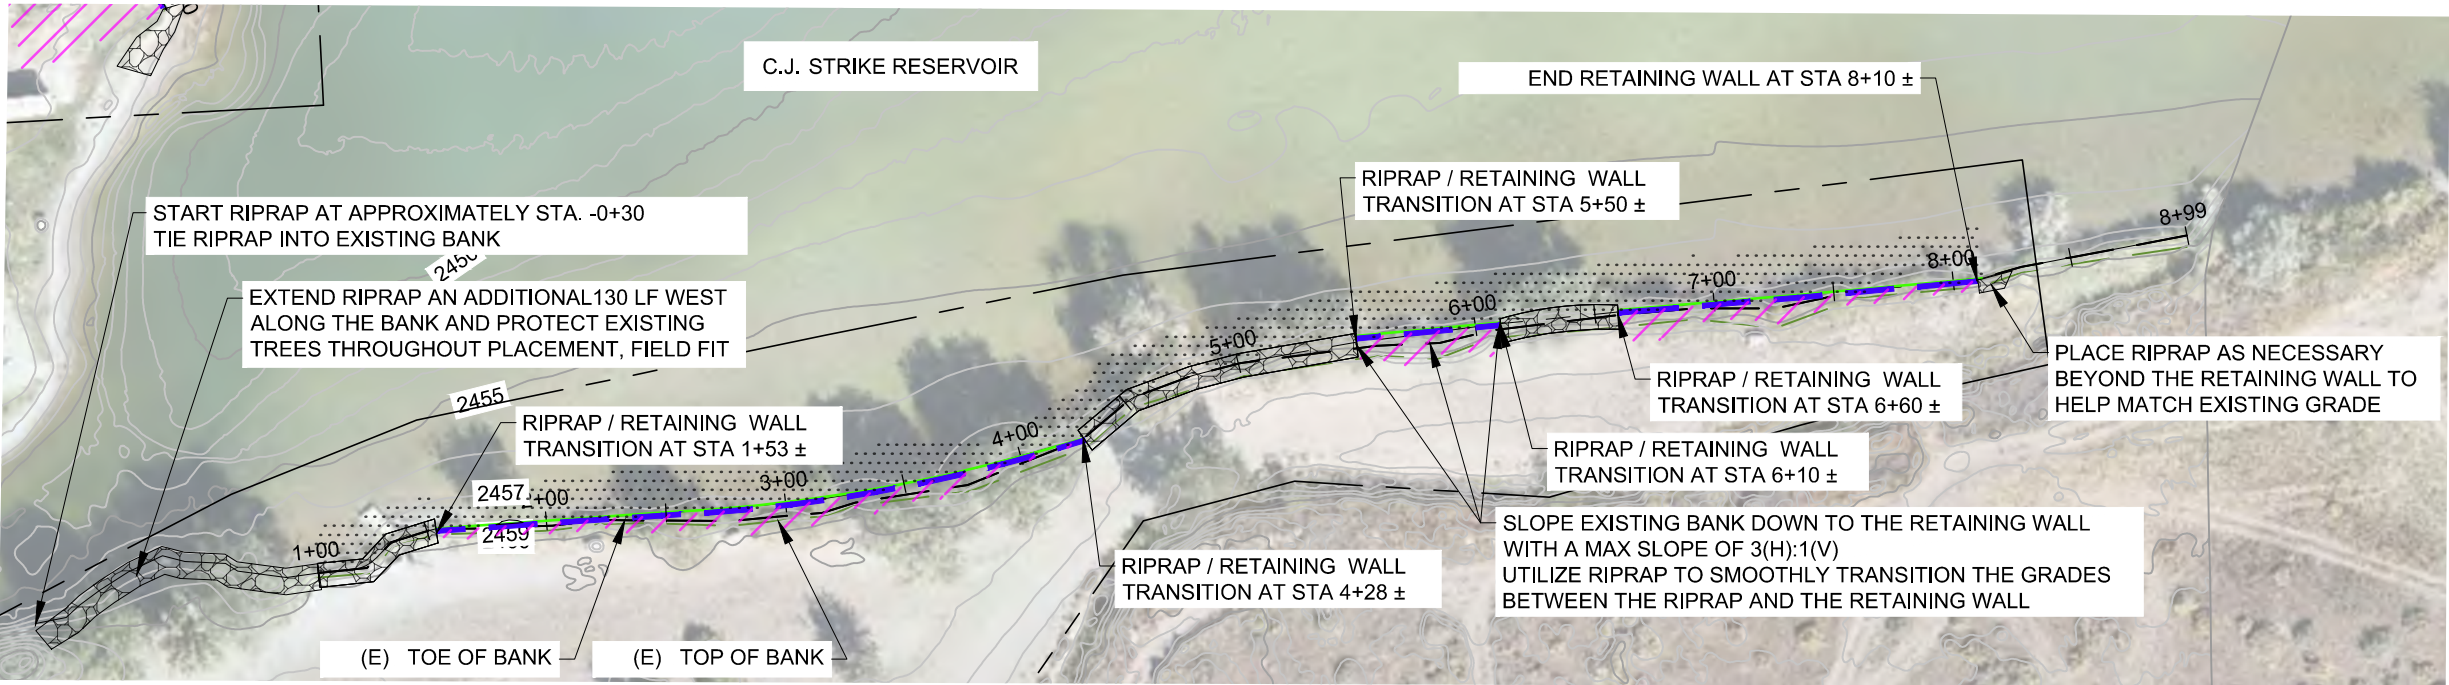 C.J. STRIKE RESERVOIR
END RETAINING WALL AT STA 8+10 ±
RIPRAP / RETAINING WALL
TRANSITION AT STA 5+50 ±
START RIPRAP AT APPROXIMATELY STA. -0+30
TIE RIPRAP INTO EXISTING BANK
EXTEND RIPRAP AN ADDITIONAL130 LF WEST
ALONG THE BANK AND PROTECT EXISTING
TREES THROUGHOUT PLACEMENT, FIELD FIT
2455
RIPRAP / RETAINING WALL
TRANSITION AT STA 1+53 ±
2457
2459
1+00
+00
3+00
4+00
5+00
6+00
7+00
8+00
8+99
PLACE RIPRAP AS NECESSARY
BEYOND THE RETAINING WALL TO
HELP MATCH EXISTING GRADE
RIPRAP / RETAINING WALL
TRANSITION AT STA 6+60 ±
RIPRAP / RETAINING WALL
TRANSITION AT STA 6+10 ±
SLOPE EXISTING BANK DOWN TO THE RETAINING WALL
WITH A MAX SLOPE OF 3(H):1(V)
UTILIZE RIPRAP TO SMOOTHLY TRANSITION THE GRADES
BETWEEN THE RIPRAP AND THE RETAINING WALL
RIPRAP / RETAINING WALL
TRANSITION AT STA 4+28 ±
(E) TOE OF BANK
(E) TOP OF BANK